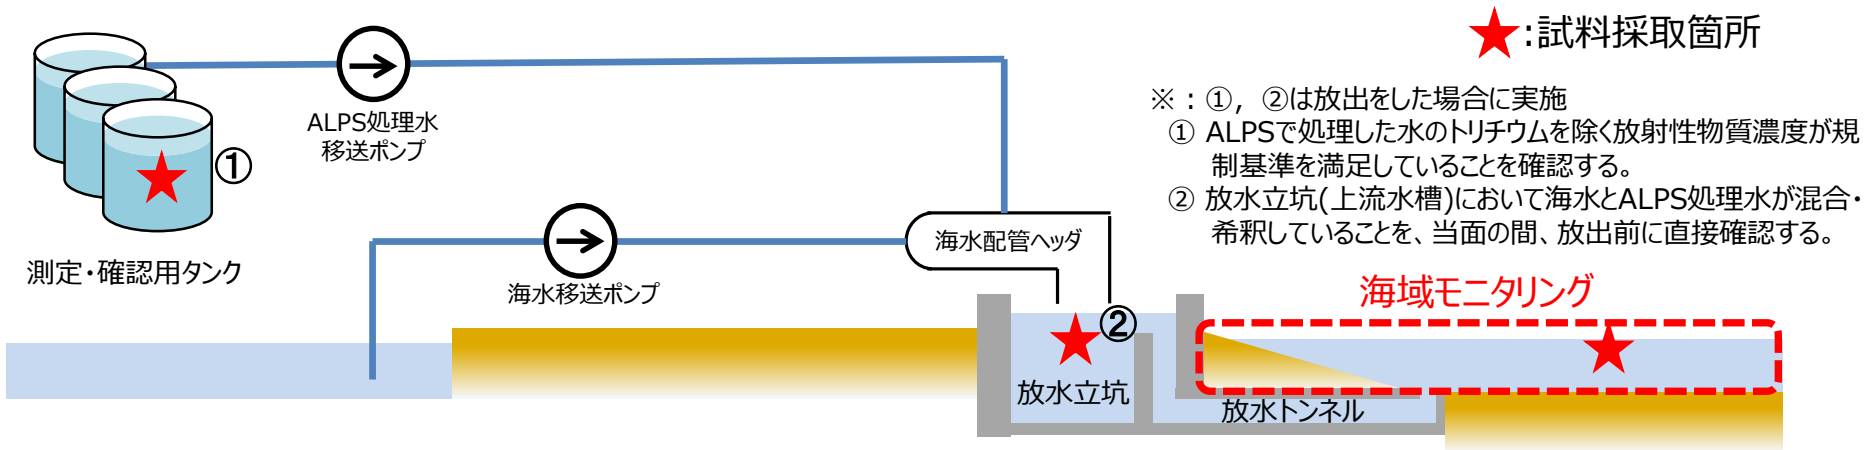 ★:試料採取箇所
※：①，②は放出をした場合に実施
① ALPSで処理した水のトリチウムを除く放射性物質濃度が規
制基準を満足していることを確認する。
② 放水立坑(上流水槽)において海水とALPS処理水が混合・
希釈していることを、当面の間、放出前に直接確認する。
ALPS処理水
移送ポンプ
①
測定・確認用タンク
海水移送ポンプ
海水配管ヘッダ
海域モニタリング
②
放水立坑
放水トンネル